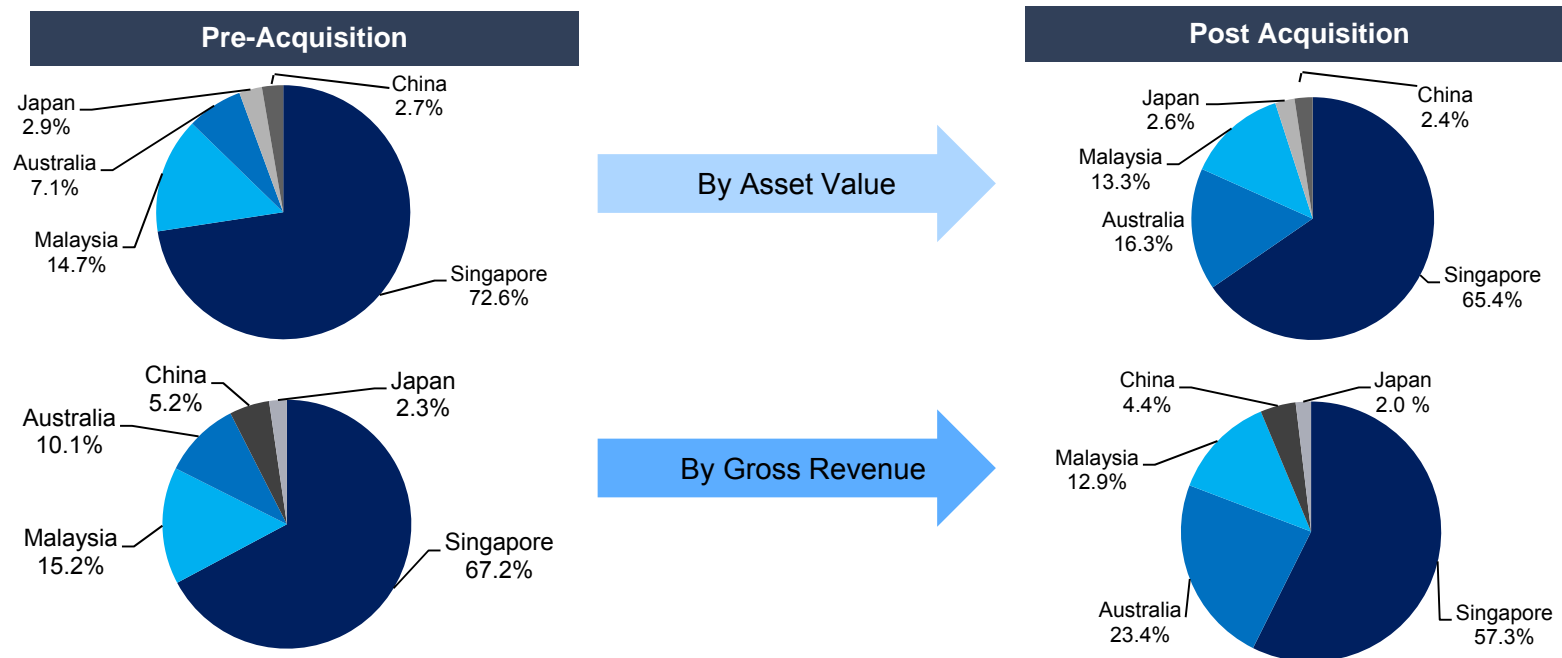 Pre-Acquisition
Post Acquisition
China
2.7%
Japan
2.9%
Australia
7.1%
Malaysia
14.7%
Singapore
72.6%
By Asset Value
China
2.4%
Japan
2.6%
Malaysia
13.3%
Australia
16.3%
Singapore
65.4%
China
5.2%
Japan
2.3%
Australia
10.1%
Malaysia
15.2%
Singapore
67.2%
By Gross Revenue
China
4.4%
Japan
2.0 %
Malaysia
12.9%
Australia
23.4%
Singapore
57.3%